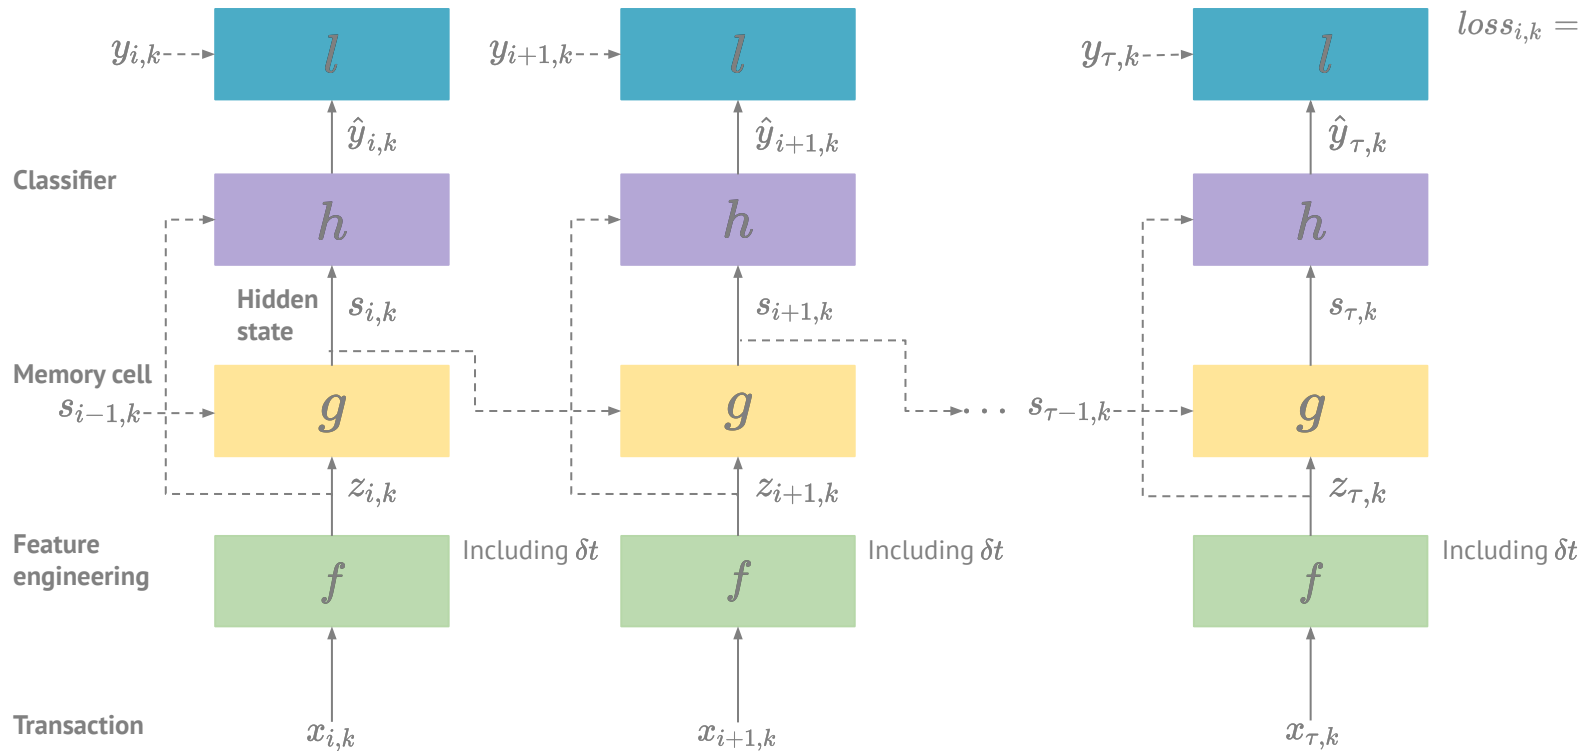 y_{i,k} l y_{i+1,k} l y_{τ,k} l loss_{i,k} =
ŷ_{i,k} ŷ_{i+1,k} ŷ_{τ,k}
Classifier
h h h
Hidden
state
s_{i,k} s_{i+1,k} s_{τ,k}
Memory cell
s_{i−1,k} g g ··· s_{τ−1,k} g
z_{i,k} z_{i+1,k} z_{τ,k}
Feature
engineering
f Including δt f Including δt f Including δt
Transaction
x_{i,k} x_{i+1,k} x_{τ,k}